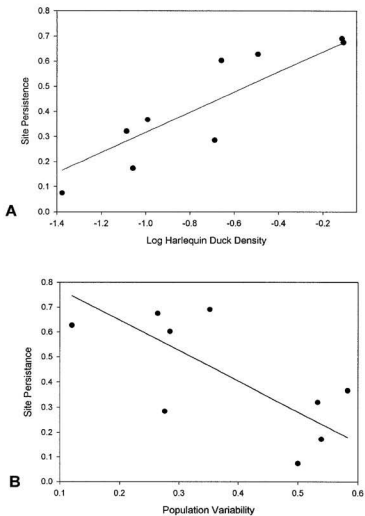 0.8
0.7
0.6
0.5
0.4
0.3
0.2
0.1
0.0
Site Persistence
-1.4 -1.2 -1.0 -0.8 -0.6 -0.4 -0.2
A
Log Harlequin Duck Density
0.8
0.7
0.6
0.5
0.4
0.3
0.2
0.1
0.0
Site Persistance
0.1 0.2 0.3 0.4 0.5 0.6
B
Population Variability